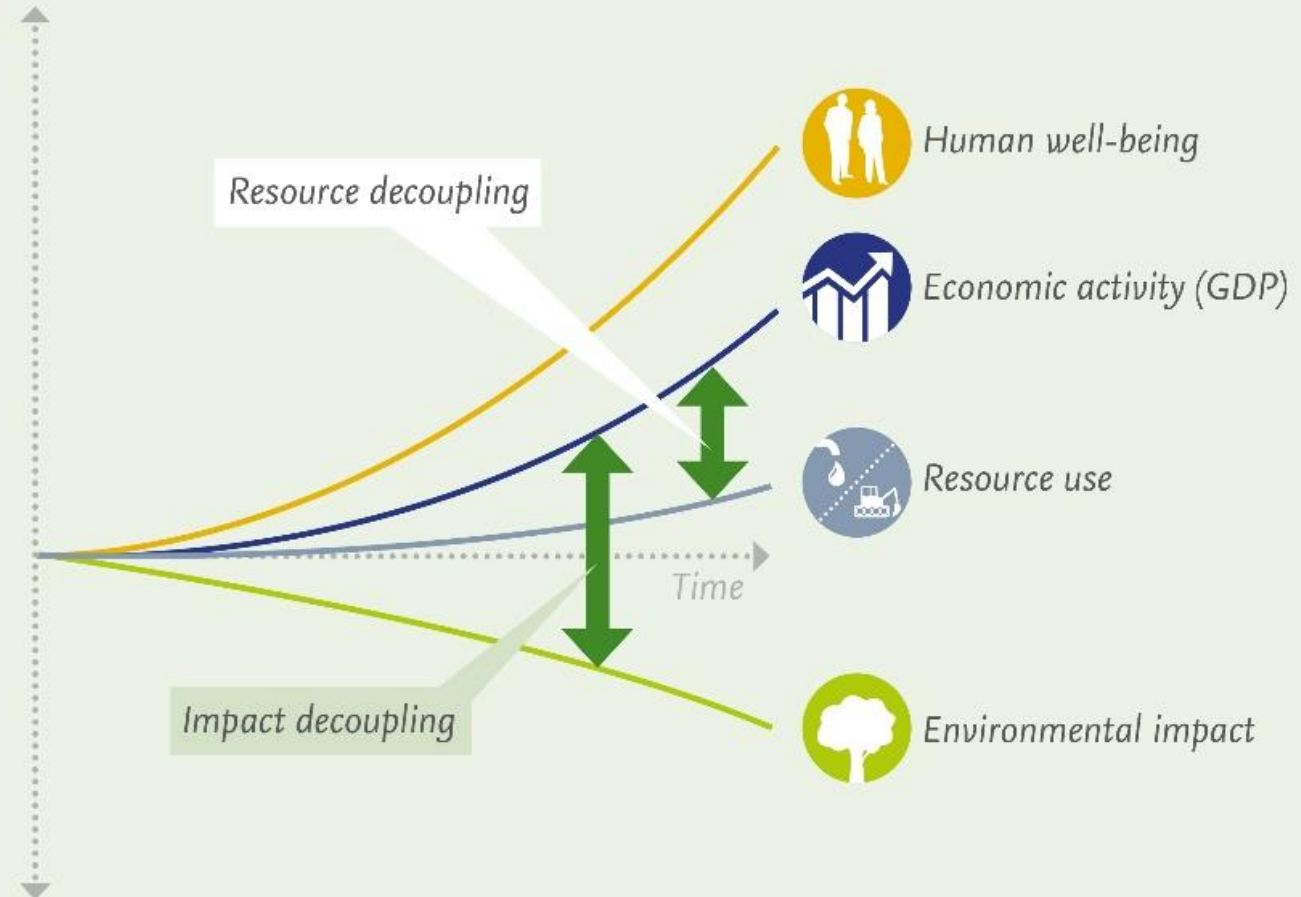 Human well-being
Resource decoupling
Economic activity (GDP)
Resource use
Time
Impact decoupling
Environmental impact